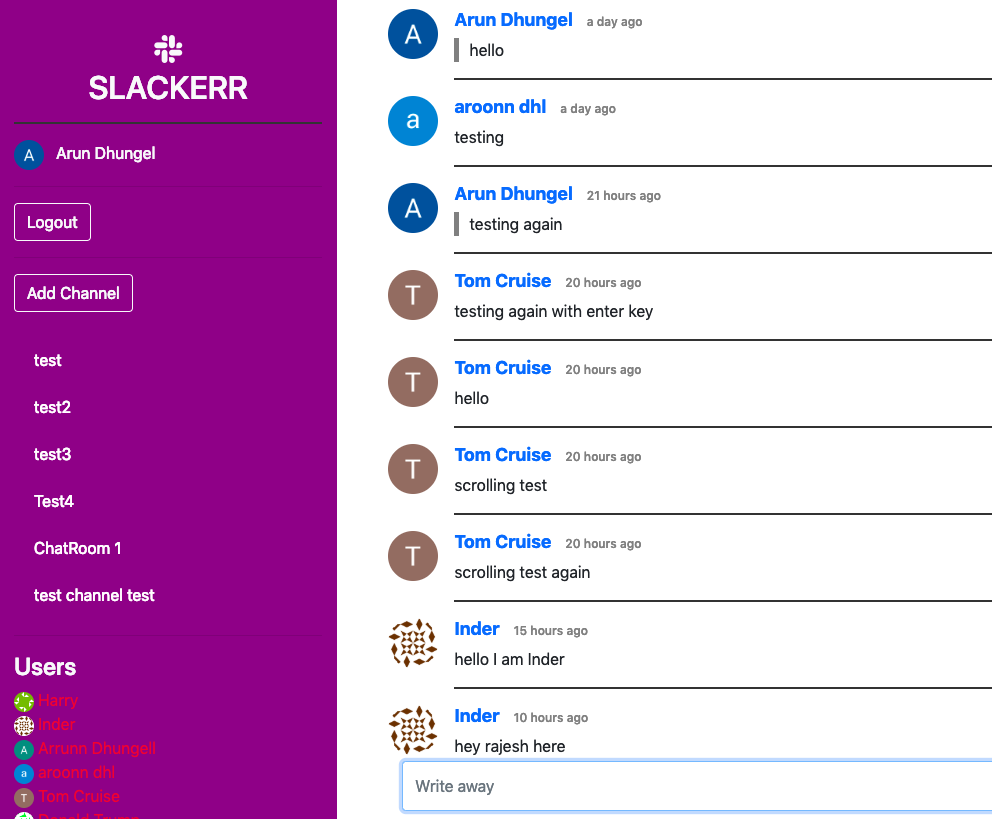 SLACKERR
A Arun Dhungel
Logout
Add Channel
test
test2
test3
Test4
ChatRoom 1
test channel test
Users
Harry
Inder
A Arrunn Dhungell
a aroonn dhl
T Tom Cruise
Donald Trump
A Arun Dhungel a day ago
hello
a aroonn dhl a day ago
testing
A Arun Dhungel 21 hours ago
testing again
T Tom Cruise 20 hours ago
testing again with enter key
T Tom Cruise 20 hours ago
hello
T Tom Cruise 20 hours ago
scrolling test
T Tom Cruise 20 hours ago
scrolling test again
Inder 15 hours ago
hello I am Inder
Inder 10 hours ago
hey rajesh here
Write away